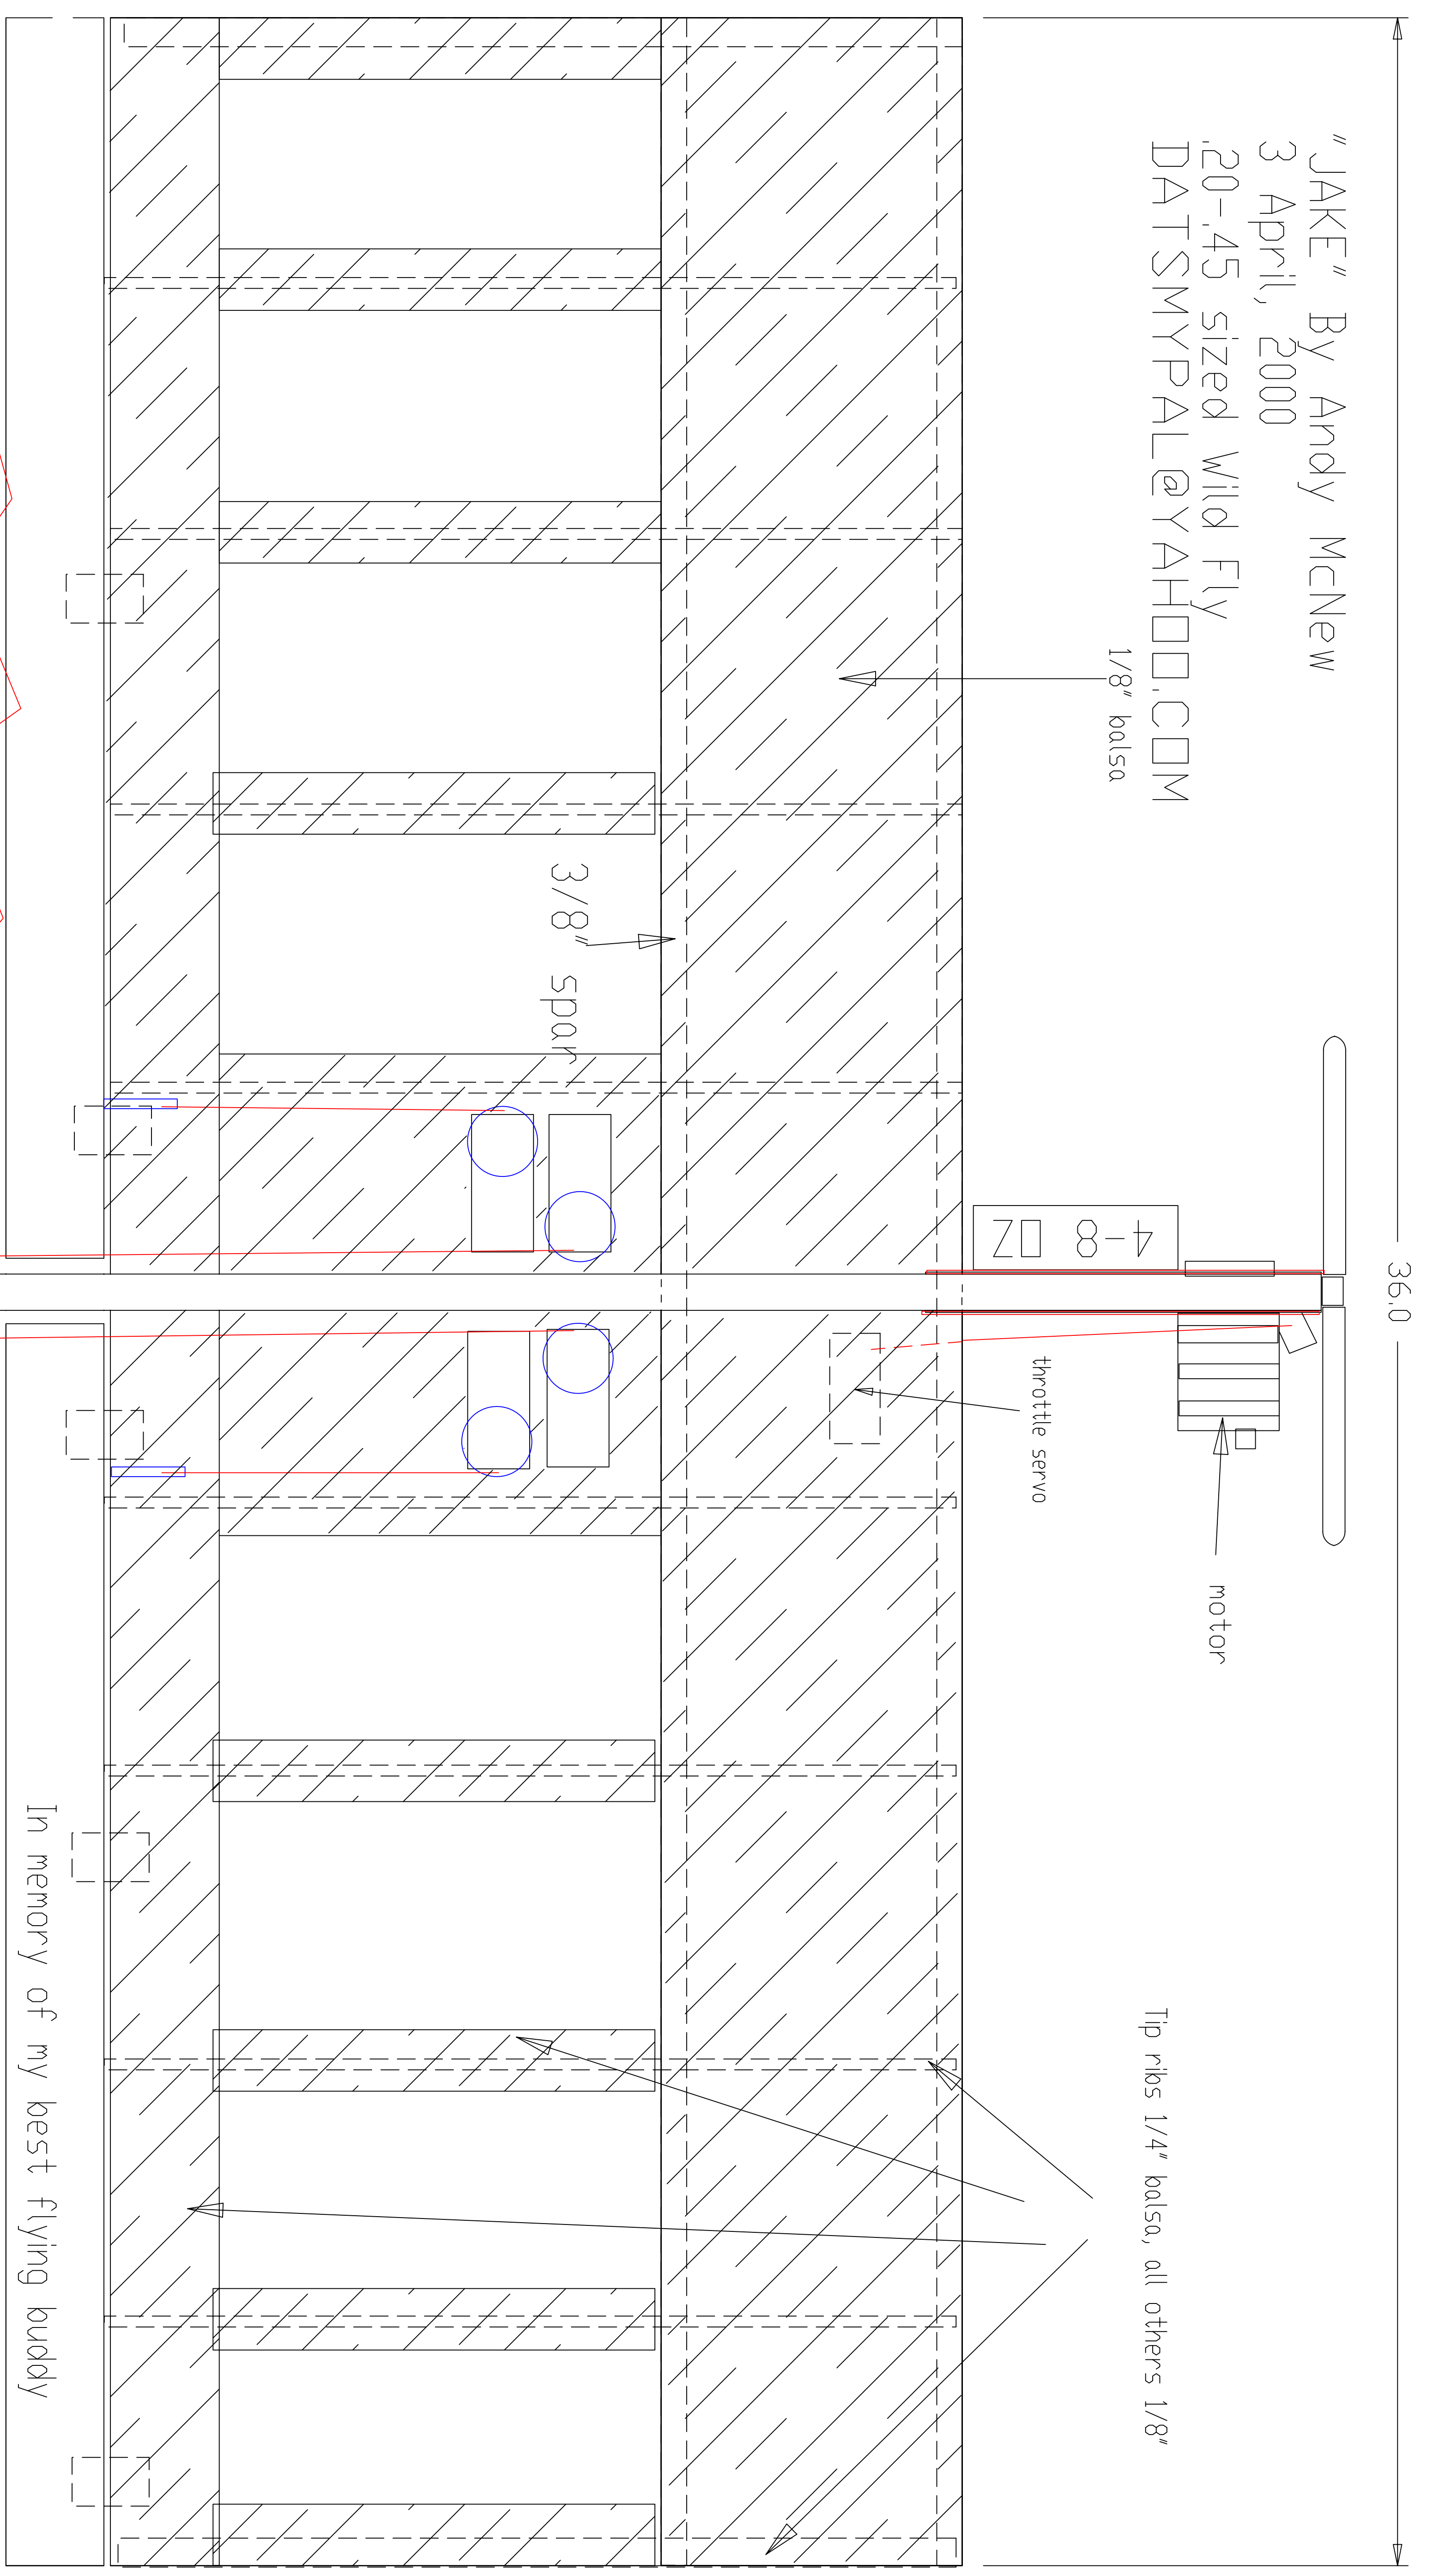 36.0
"JAKE" By Andy McNew
3 April, 2000
.20-.45 sized Wild Fly
DATSMYPAL@YAHOO.COM
1/8" balsa
3/8" spar
4-8 OZ
throttle servo
motor
Tip ribs 1/4" balsa, all others 1/8"
In memory of my best flying buddy